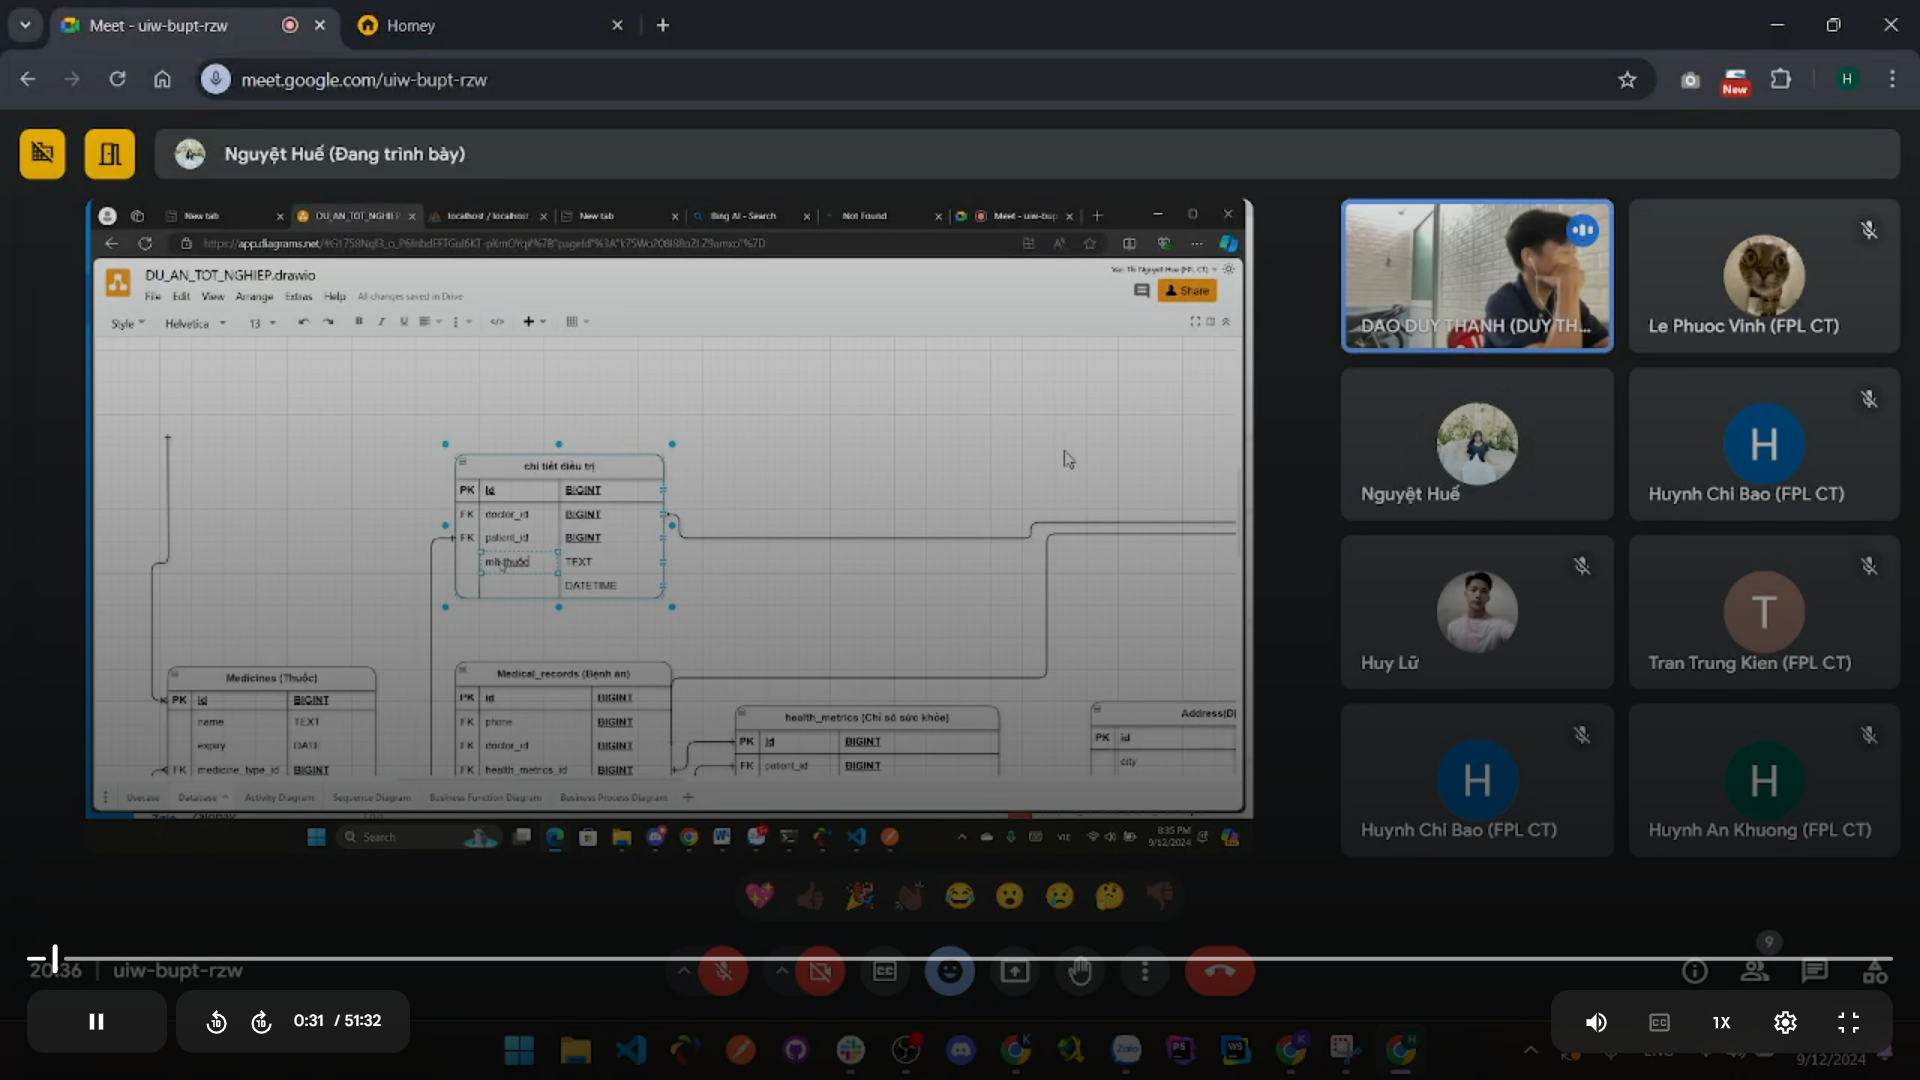 Meet - uiw-bupt-rzw
Homey
meet.google.com/uiw-bupt-rzw
New
H
Nguyệt Huế (Đang trình bày)
New tab
DU_AN_TOT_NGHIEP
localhost / localhost
New tab
Bing AI - Search
Not Found
Meet - uiw-bup
DU_AN_TOT_NGHIEP.drawio
File Edit View Arrange Extras Help All changes saved in Drive
Share
Style Helvetica 13
chi tiết điều trị
PK Id BIGINT
FK doctor_id BIGINT
FK patient_id BIGINT
TEXT
DATETIME
Medicines (Thuốc)
PK Id BIGINT
name TEXT
expiry DATE
FK medicine_type_id BIGINT
Medical_records (Bệnh án)
PK id BIGINT
FK phone BIGINT
FK doctor_id BIGINT
FK health_metrics_id BIGINT
health_metrics (Chỉ số sức khỏe)
PK Id BIGINT
FK patient_id BIGINT
Address(Đ
PK id
city
Usecase Database Activity Diagram Sequence Diagram Business Function Diagram Business Process Diagram
Search
VIE
8:35 PM
9/12/2024
DAO DUY THANH (DUY TH...
Le Phuoc Vinh (FPL CT)
Nguyệt Huế
H
Huynh Chi Bao (FPL CT)
Huy Lữ
T
Tran Trung Kien (FPL CT)
H
Huynh Chi Bao (FPL CT)
H
Huynh An Khuong (FPL CT)
9
20:36 | uiw-bupt-rzw
0:31 / 51:32
1X
9/12/2024